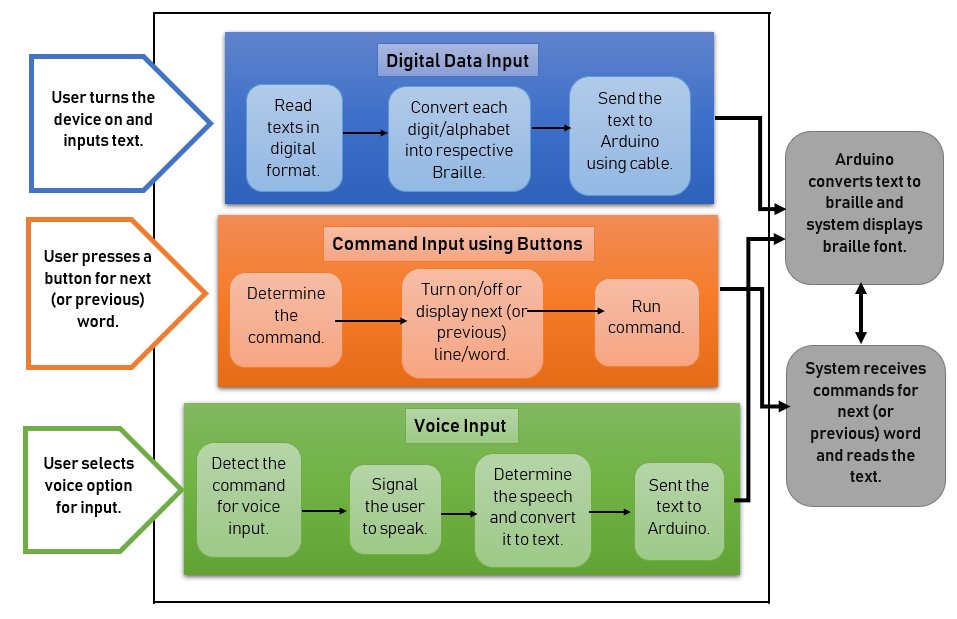 User turns the
device on and
inputs text.
Digital Data Input
Read
texts in
digital
format.
Convert each
digit/alphabet
into respective
Braille.
Send the
text to
Arduino
using cable.
User presses a
button for next
(or previous)
word.
Command Input using Buttons
Determine
the
command.
Turn on/off or
display next (or
previous)
line/word.
Run
command.
User selects
voice option
for input.
Voice Input
Detect the
command
for voice
input.
Signal
the user
to speak.
Determine
the speech
and convert
it to text.
Sent the
text to
Arduino.
Arduino
converts text to
braille and
system displays
braille font.
System receives
commands for
next (or
previous) word
and reads the
text.